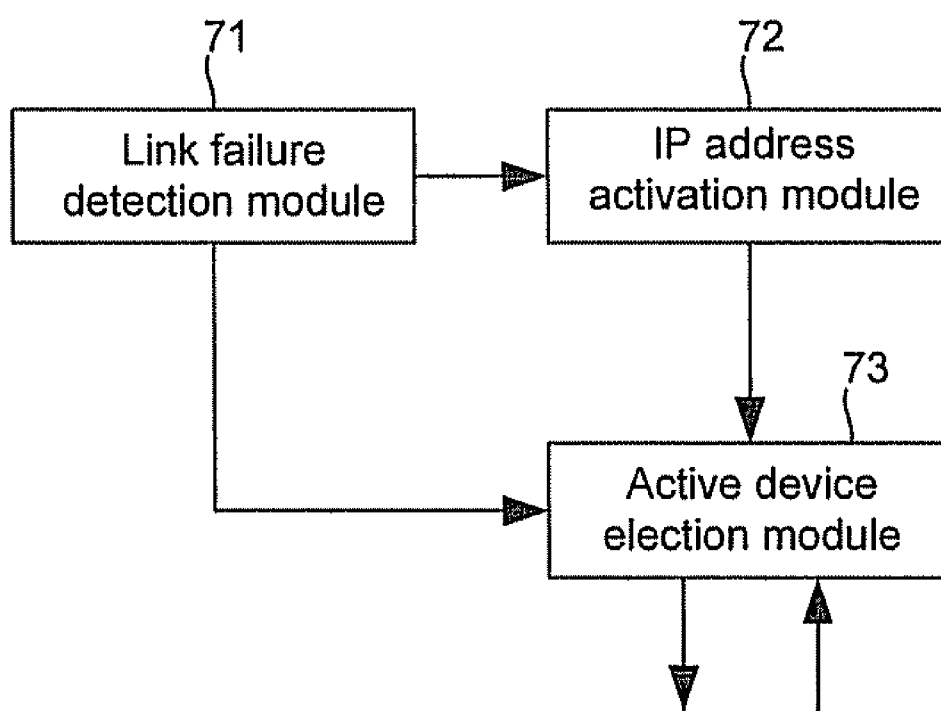 71
Link failure
detection module
72
IP address
activation module
73
Active device
election module